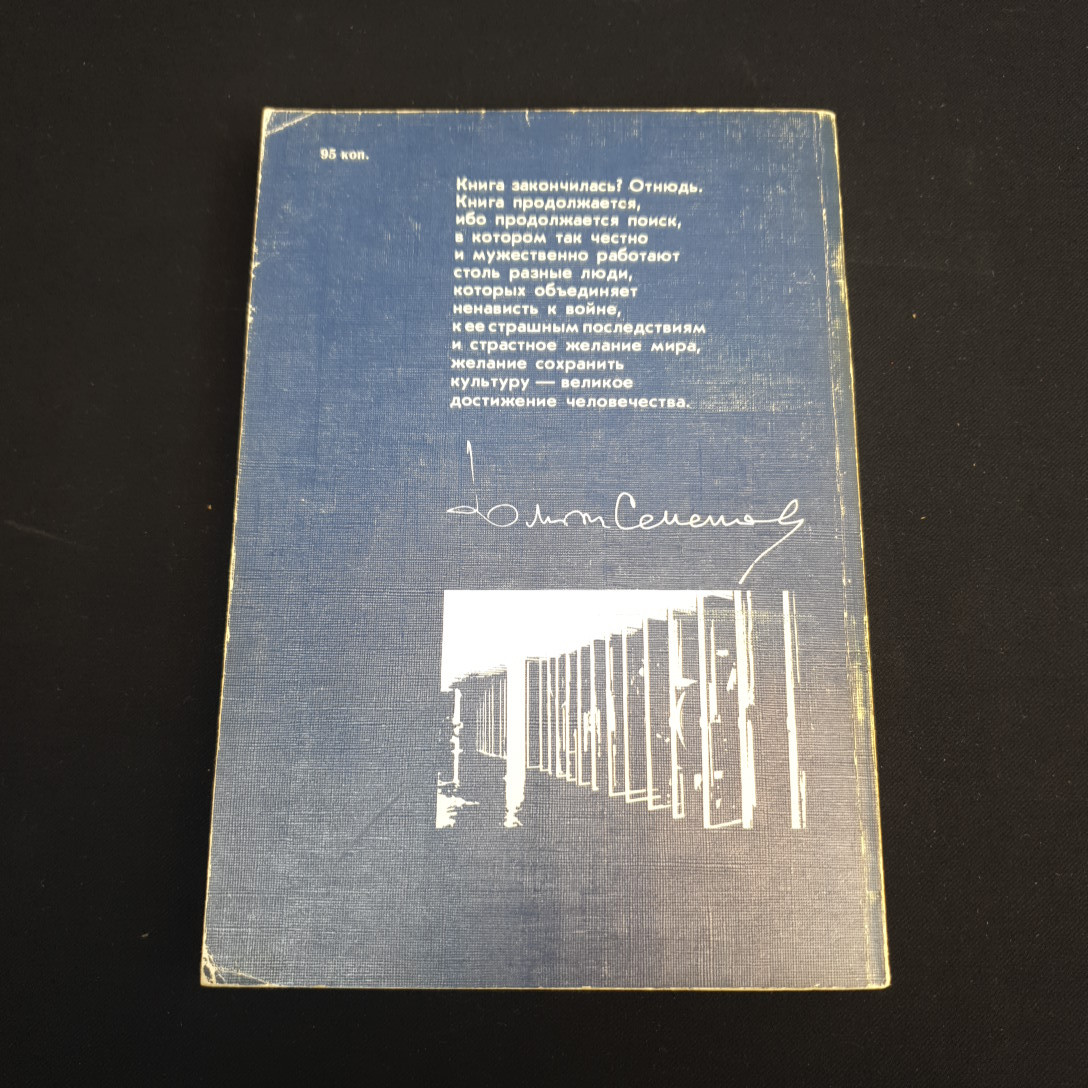 95 коп.
Книга закончилась? Отнюдь.
Книга продолжается,
ибо продолжается поиск,
в котором так честно
и мужественно работают
столь разные люди,
которых объединяет
ненависть к войне,
к ее страшным последствиям
и страстное желание мира,
желание сохранить
культуру — великое
достижение человечества.
Юлиан Семенов